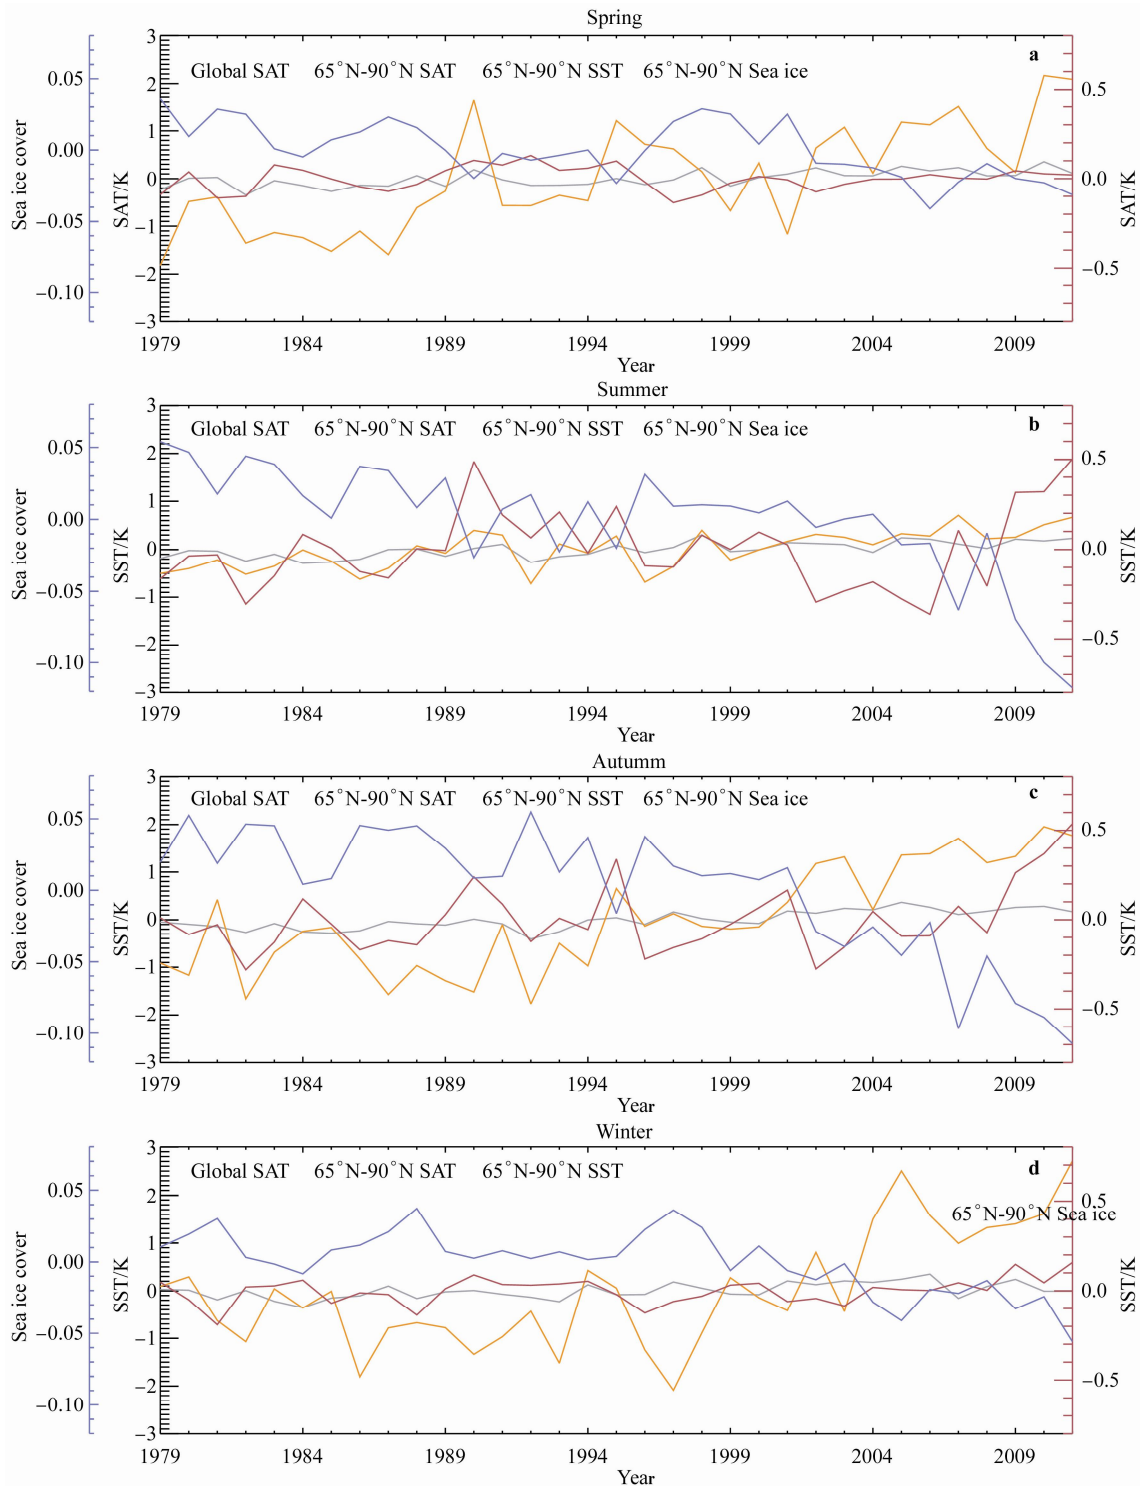 Spring
Global SAT 65°N-90°N SAT 65°N-90°N SST 65°N-90°N Sea ice
a
Sea ice cover
0.05
0.00
−0.05
−0.10
SAT/K
3
2
1
0
−1
−2
−3
0.5
0.0
−0.5
SAT/K
1979 1984 1989 1994 1999 2004 2009
Year
Summer
Global SAT 65°N-90°N SAT 65°N-90°N SST 65°N-90°N Sea ice
b
Sea ice cover
0.05
0.00
−0.05
−0.10
SST/K
3
2
1
0
−1
−2
−3
0.5
0.0
−0.5
SST/K
1979 1984 1989 1994 1999 2004 2009
Year
Autumm
Global SAT 65°N-90°N SAT 65°N-90°N SST 65°N-90°N Sea ice
c
Sea ice cover
0.05
0.00
−0.05
−0.10
SST/K
3
2
1
0
−1
−2
−3
0.5
0.0
−0.5
SST/K
1979 1984 1989 1994 1999 2004 2009
Year
Winter
Global SAT 65°N-90°N SAT 65°N-90°N SST
d
65°N-90°N Sea ice
Sea ice cover
0.05
0.00
−0.05
−0.10
SST/K
3
2
1
0
−1
−2
−3
0.5
0.0
−0.5
SST/K
1979 1984 1989 1994 1999 2004 2009
Year